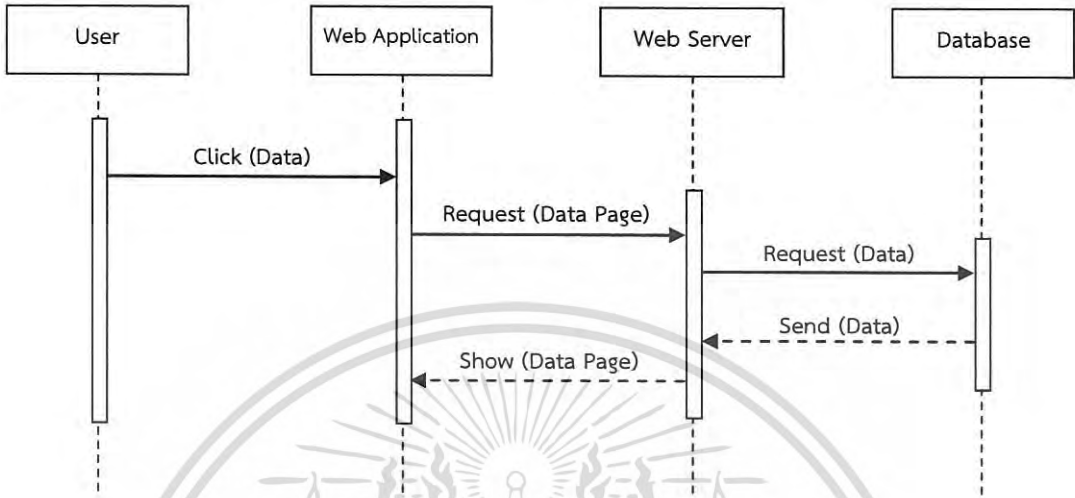 User
Web Application
Web Server
Database
Click (Data)
Request (Data Page)
Request (Data)
Send (Data)
Show (Data Page)